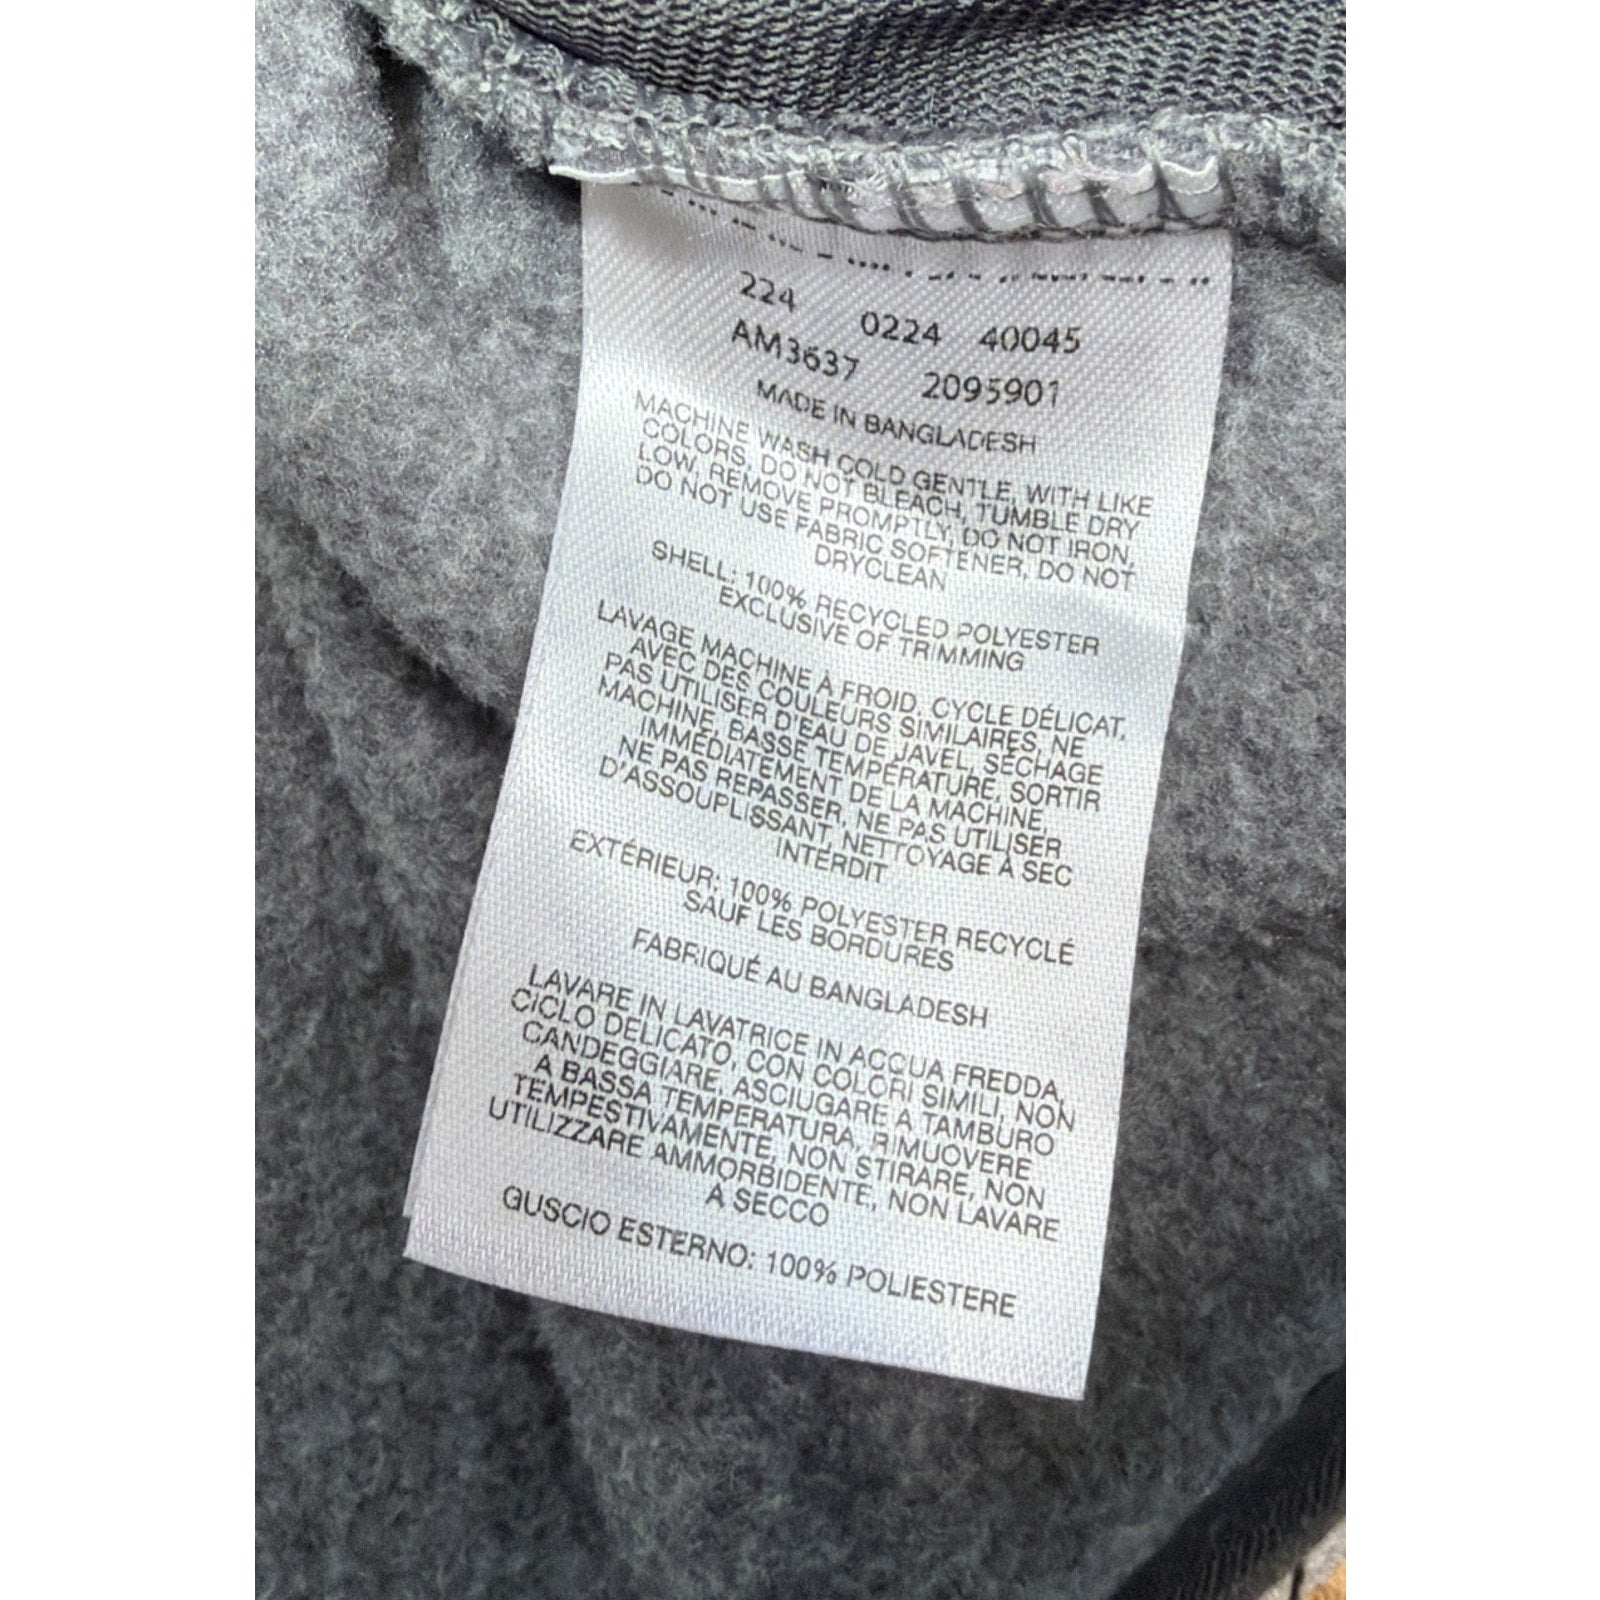 224 0224 40045
AM3637 2095901
MADE IN BANGLADESH
MACHINE WASH COLD GENTLE, WITH LIKE
COLORS, DO NOT BLEACH, TUMBLE DRY
LOW, REMOVE PROMPTLY, DO NOT IRON,
DO NOT USE FABRIC SOFTENER, DO NOT
DRYCLEAN
SHELL: 100% RECYCLED POLYESTER
EXCLUSIVE OF TRIMMING
LAVAGE MACHINE À FROID, CYCLE DÉLICAT,
AVEC DES COULEURS SIMILAIRES, NE
PAS UTILISER D'EAU DE JAVEL, SÉCHAGE
MACHINE, BASSE TEMPÉRATURE, SORTIR
IMMÉDIATEMENT DE LA MACHINE,
NE PAS REPASSER, NE PAS UTILISER
D'ASSOUPLISSANT, NETTOYAGE À SEC
INTERDIT
EXTÉRIEUR: 100% POLYESTER RECYCLÉ
SAUF LES BORDURES
FABRIQUÉ AU BANGLADESH
LAVARE IN LAVATRICE IN ACQUA FREDDA,
CICLO DELICATO, CON COLORI SIMILI, NON
CANDEGGIARE, ASCIUGARE A TAMBURO
A BASSA TEMPERATURA, RIMUOVERE
TEMPESTIVAMENTE, NON STIRARE, NON
UTILIZZARE AMMORBIDENTE, NON LAVARE
A SECCO
GUSCIO ESTERNO: 100% POLIESTERE